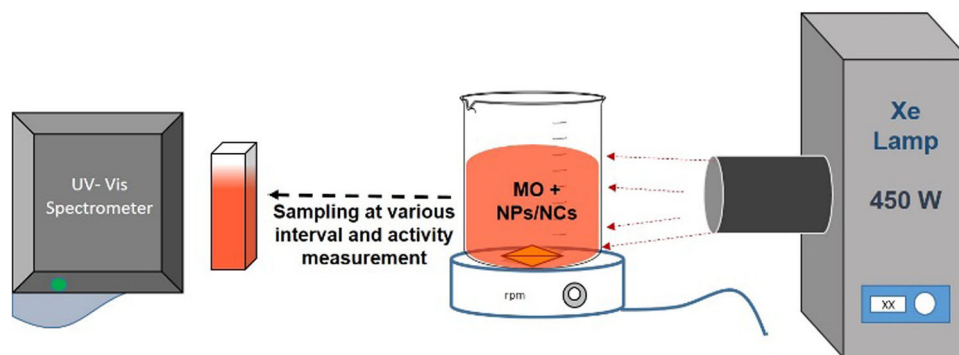 UV- Vis
Spectrometer
Sampling at various
interval and activity
measurement
MO +
NPs/NCs
rpm
Xe
Lamp
450 W
XX